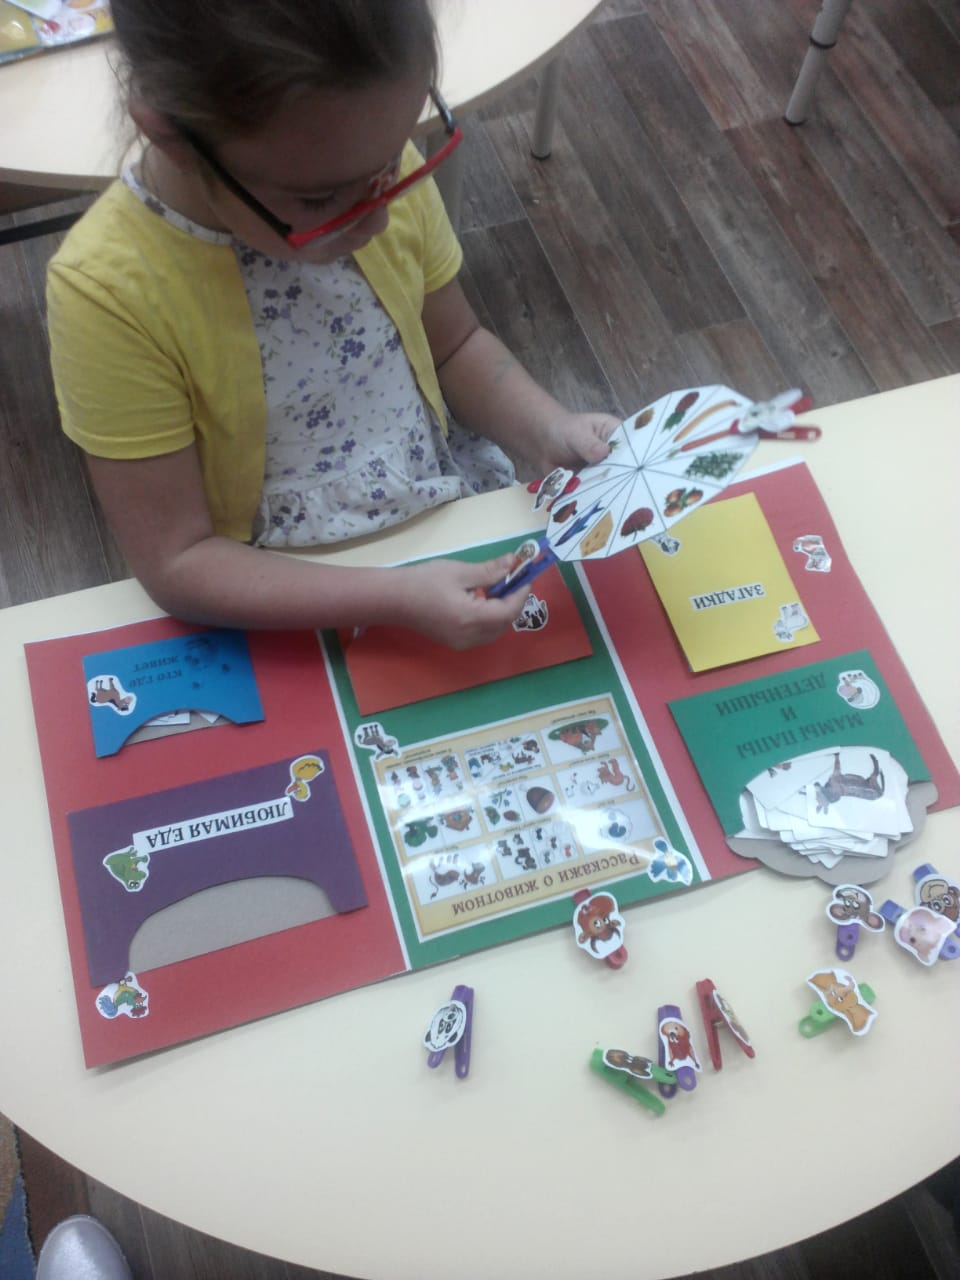 КТО ГДЕ
ЖИВЕТ
ЛЮБИМАЯ ЕДА
Расскажи о животном
ЗАГАДКИ
МАМЫ ПАПЫ
И
ДЕТЕНЫШИ